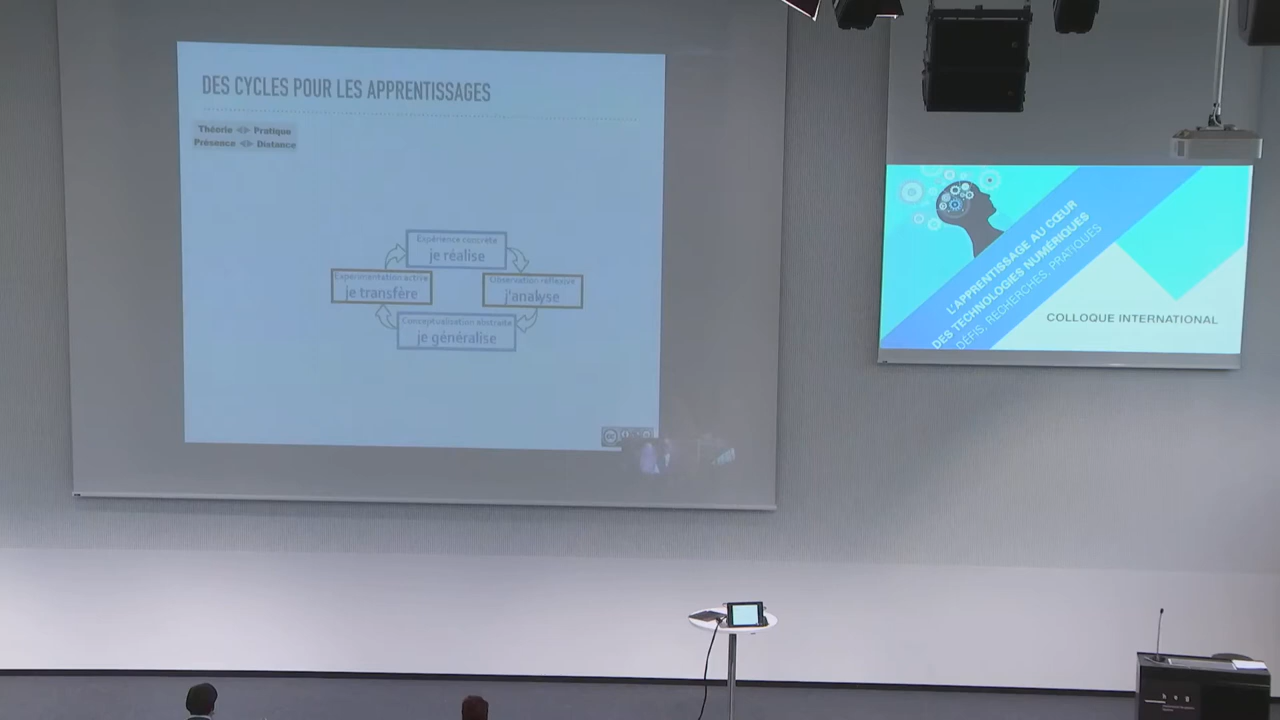 DES CYCLES POUR LES APPRENTISSAGES
Théorie <=> Pratique
Présence <=> Distance
Expérience concrète
je réalise
Expérimentation active
je transfère
Observation réflexive
j'analyse
Conceptualisation abstraite
je généralise
cc
L'APPRENTISSAGE AU CŒUR
DES TECHNOLOGIES NUMÉRIQUES
DÉFIS, RECHERCHES, PRATIQUES
COLLOQUE INTERNATIONAL